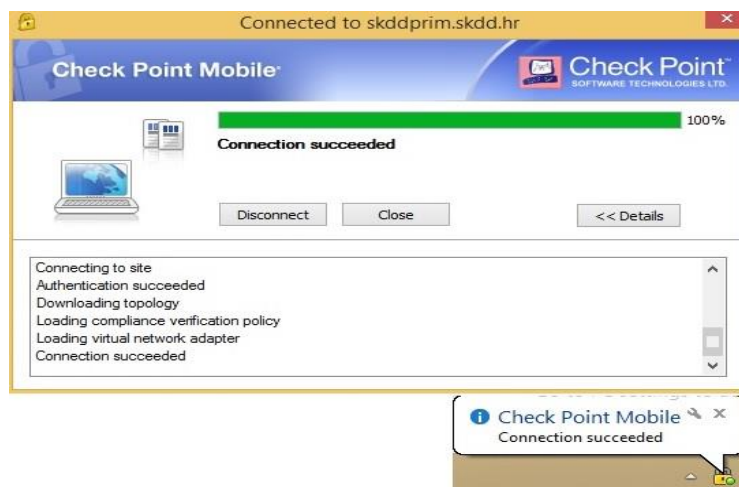 Connected to skddprim.skdd.hr
Check Point Mobile
Check Point
SOFTWARE TECHNOLOGIES LTD.
100%
Connection succeeded
Disconnect
Close
<< Details
Connecting to site
Authentication succeeded
Downloading topology
Loading compliance verification policy
Loading virtual network adapter
Connection succeeded
Check Point Mobile
Connection succeeded